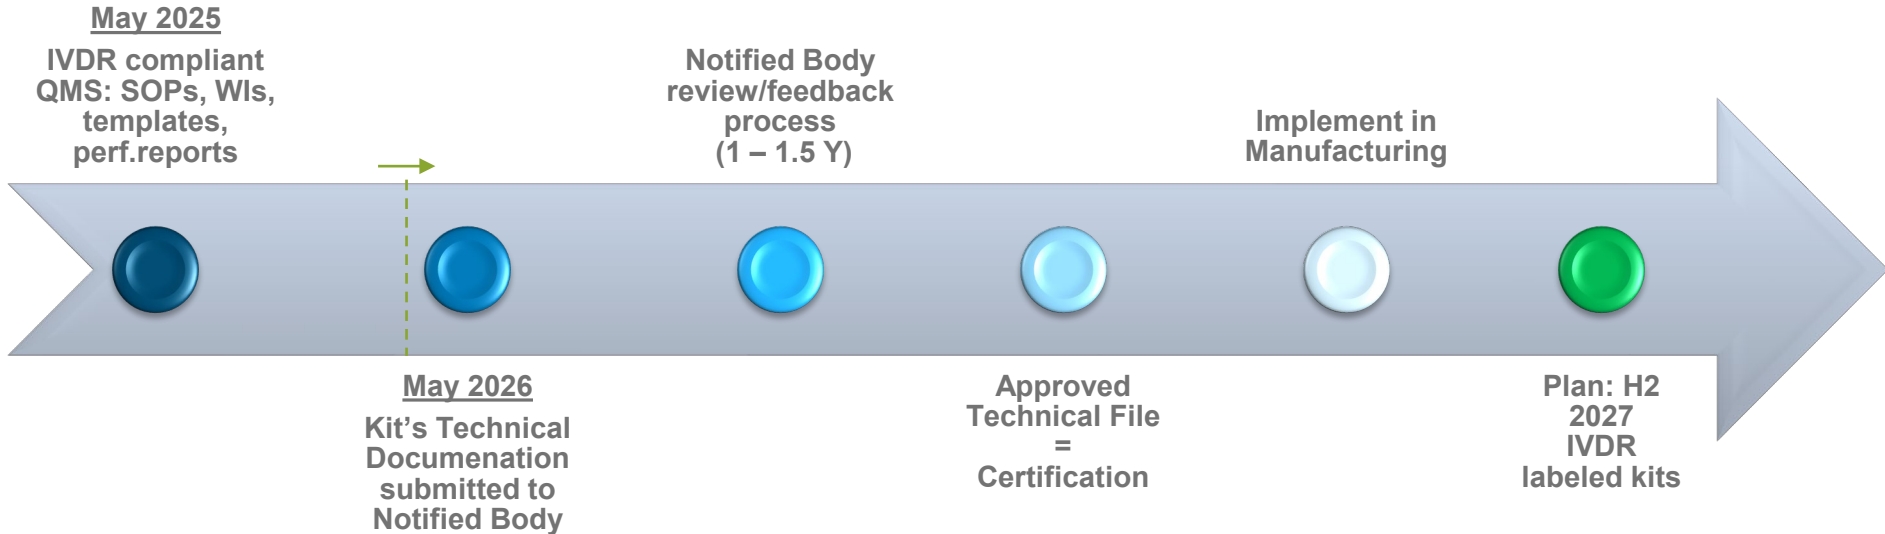 May 2025
IVDR compliant
QMS: SOPs, WIs,
templates,
perf.reports
May 2026
Kit's Technical
Documenation
submitted to
Notified Body
Notified Body
review/feedback
process
(1 – 1.5 Y)
Approved
Technical File
=
Certification
Implement in
Manufacturing
Plan: H2
2027
IVDR
labeled kits